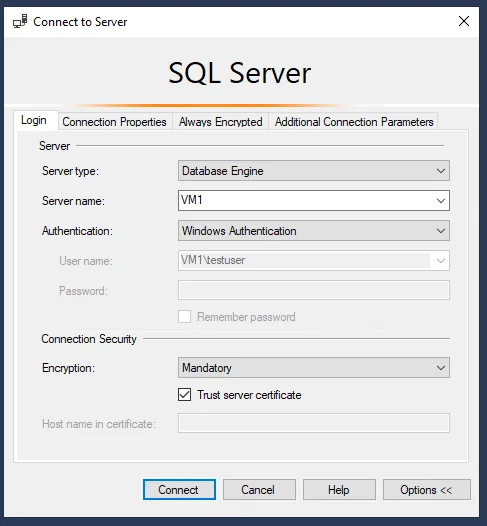 Connect to Server
SQL Server
Login Connection Properties Always Encrypted Additional Connection Parameters
Server
Server type: Database Engine
Server name: VM1
Authentication: Windows Authentication
User name: VM1\testuser
Password:
Remember password
Connection Security
Encryption: Mandatory
Trust server certificate
Host name in certificate:
Connect Cancel Help Options <<